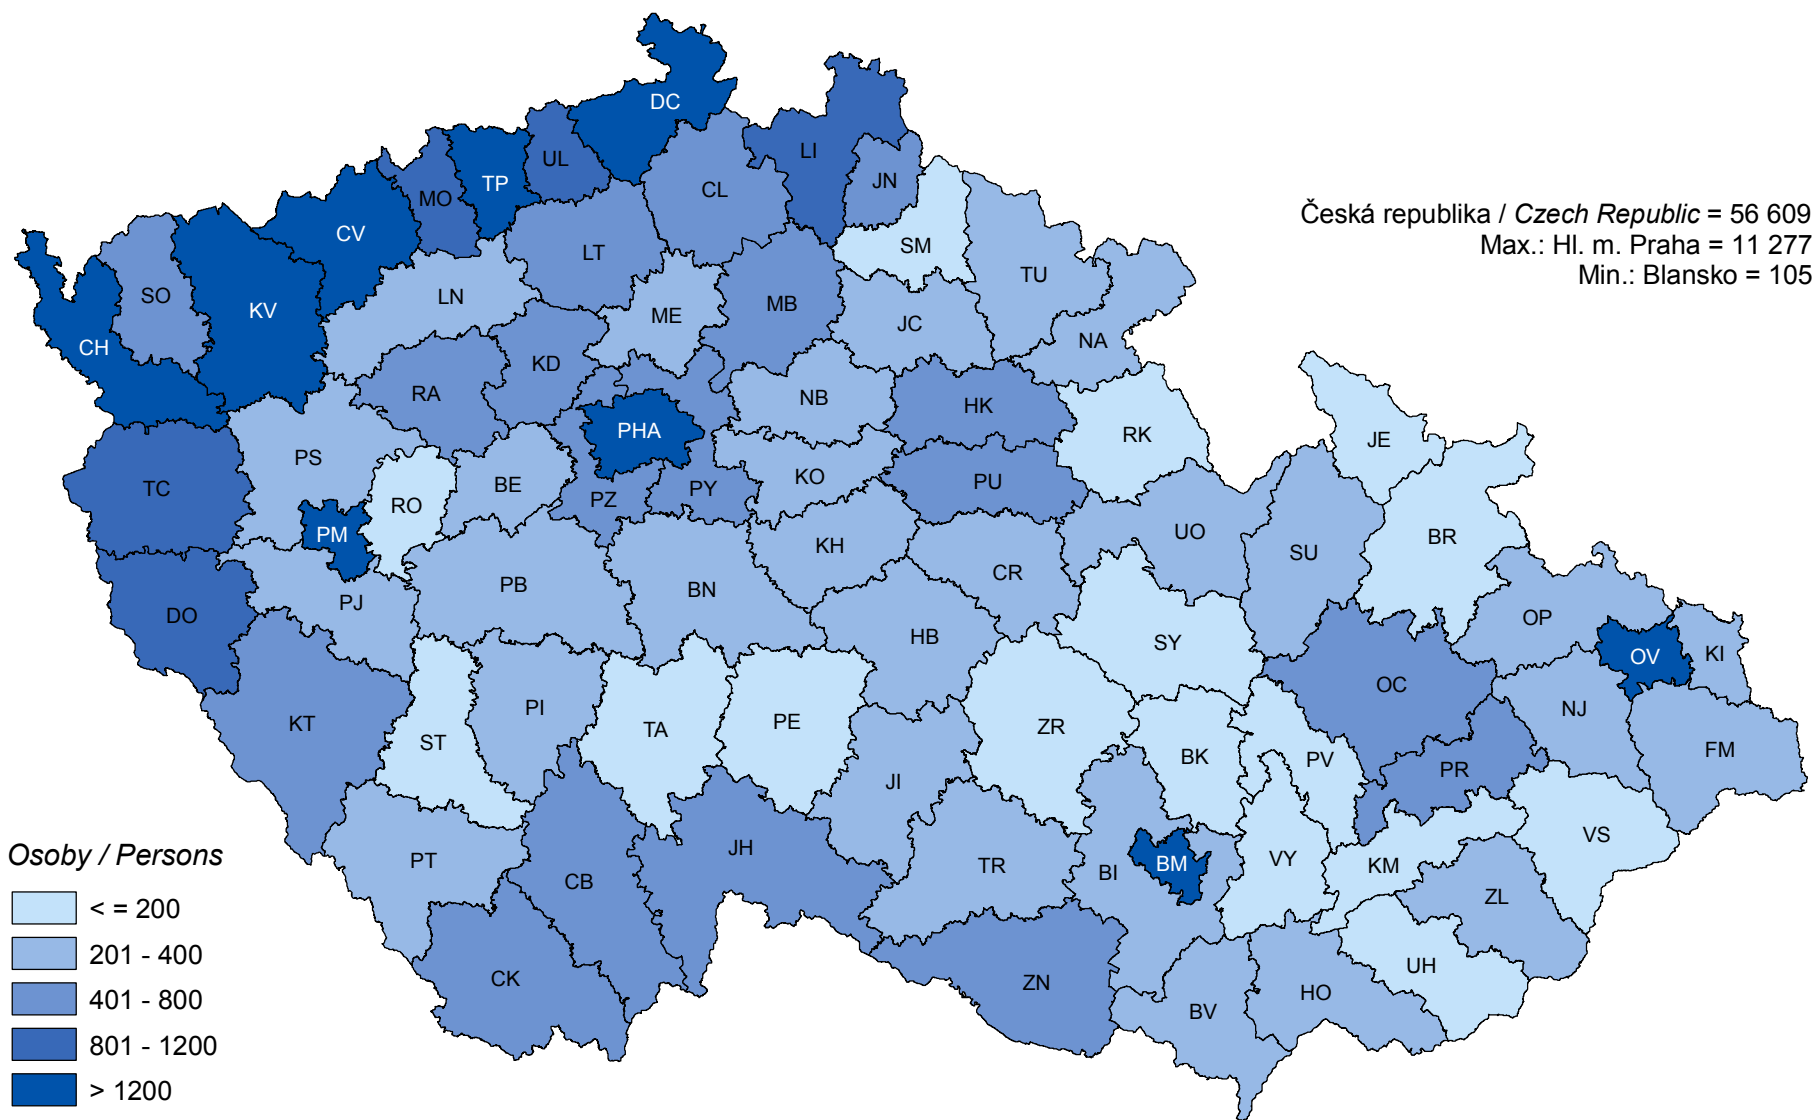 DC
UL
TP
LI
MO
CL
JN
CV
SM
LT
TU
SO
LN
KV
ME
MB
JC
CH
NA
KD
RA
NB
HK
PHA
RK
JE
PS
TC
RO
BE
PZ
PY
KO
PU
PM
UO
BR
SU
KH
PB
BN
CR
PJ
DO
OP
HB
SY
OV
KI
OC
KT
PI
ST
TA
PE
ZR
NJ
BK
PV
FM
PR
JI
VS
PT
JH
CB
TR
BI
BM
VY
KM
ZL
CK
ZN
UH
BV
HO
Česká republika / Czech Republic = 56 609
Max.: Hl. m. Praha = 11 277
Min.: Blansko = 105
Osoby / Persons
< = 200
201 - 400
401 - 800
801 - 1200
> 1200